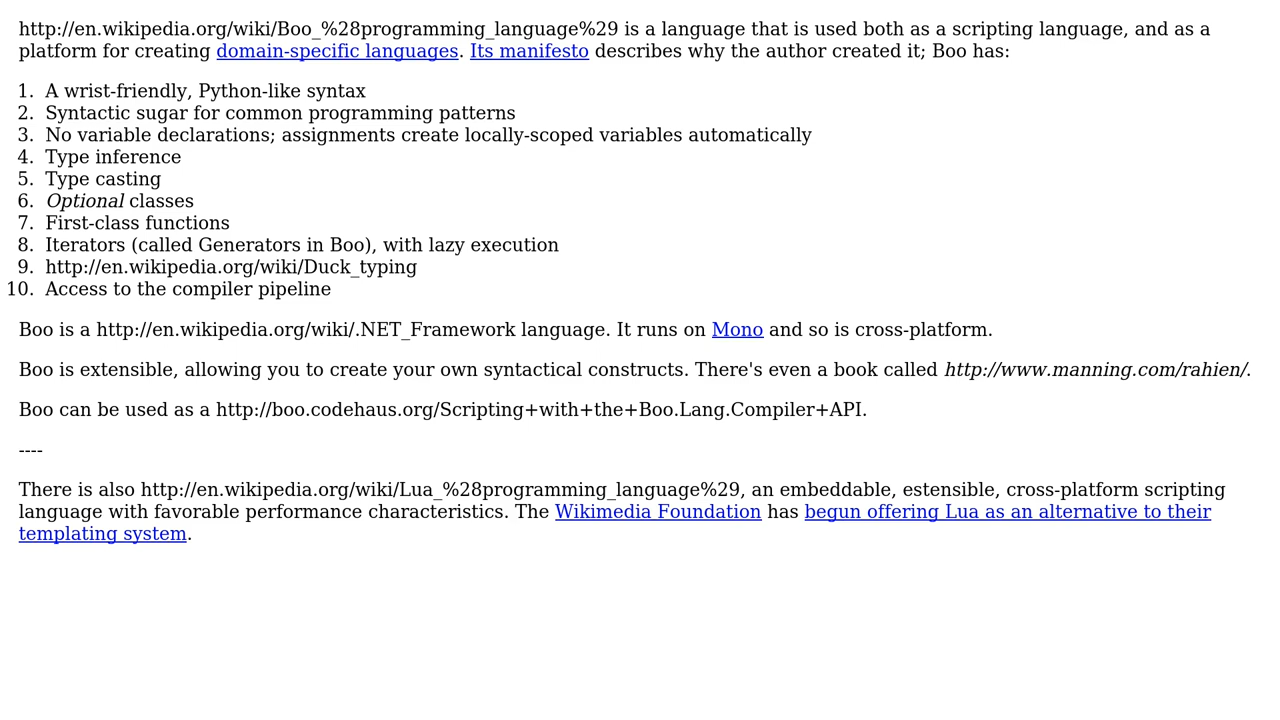 http://en.wikipedia.org/wiki/Boo_%28programming_language%29 is a language that is used both as a scripting language, and as a
platform for creating domain-specific languages. Its manifesto describes why the author created it; Boo has:
1. A wrist-friendly, Python-like syntax
2. Syntactic sugar for common programming patterns
3. No variable declarations; assignments create locally-scoped variables automatically
4. Type inference
5. Type casting
6. Optional classes
7. First-class functions
8. Iterators (called Generators in Boo), with lazy execution
9. http://en.wikipedia.org/wiki/Duck_typing
10. Access to the compiler pipeline
Boo is a http://en.wikipedia.org/wiki/.NET_Framework language. It runs on Mono and so is cross-platform.
Boo is extensible, allowing you to create your own syntactical constructs. There's even a book called http://www.manning.com/rahien/.
Boo can be used as a http://boo.codehaus.org/Scripting+with+the+Boo.Lang.Compiler+API.
----
There is also http://en.wikipedia.org/wiki/Lua_%28programming_language%29, an embeddable, estensible, cross-platform scripting
language with favorable performance characteristics. The Wikimedia Foundation has begun offering Lua as an alternative to their
templating system.